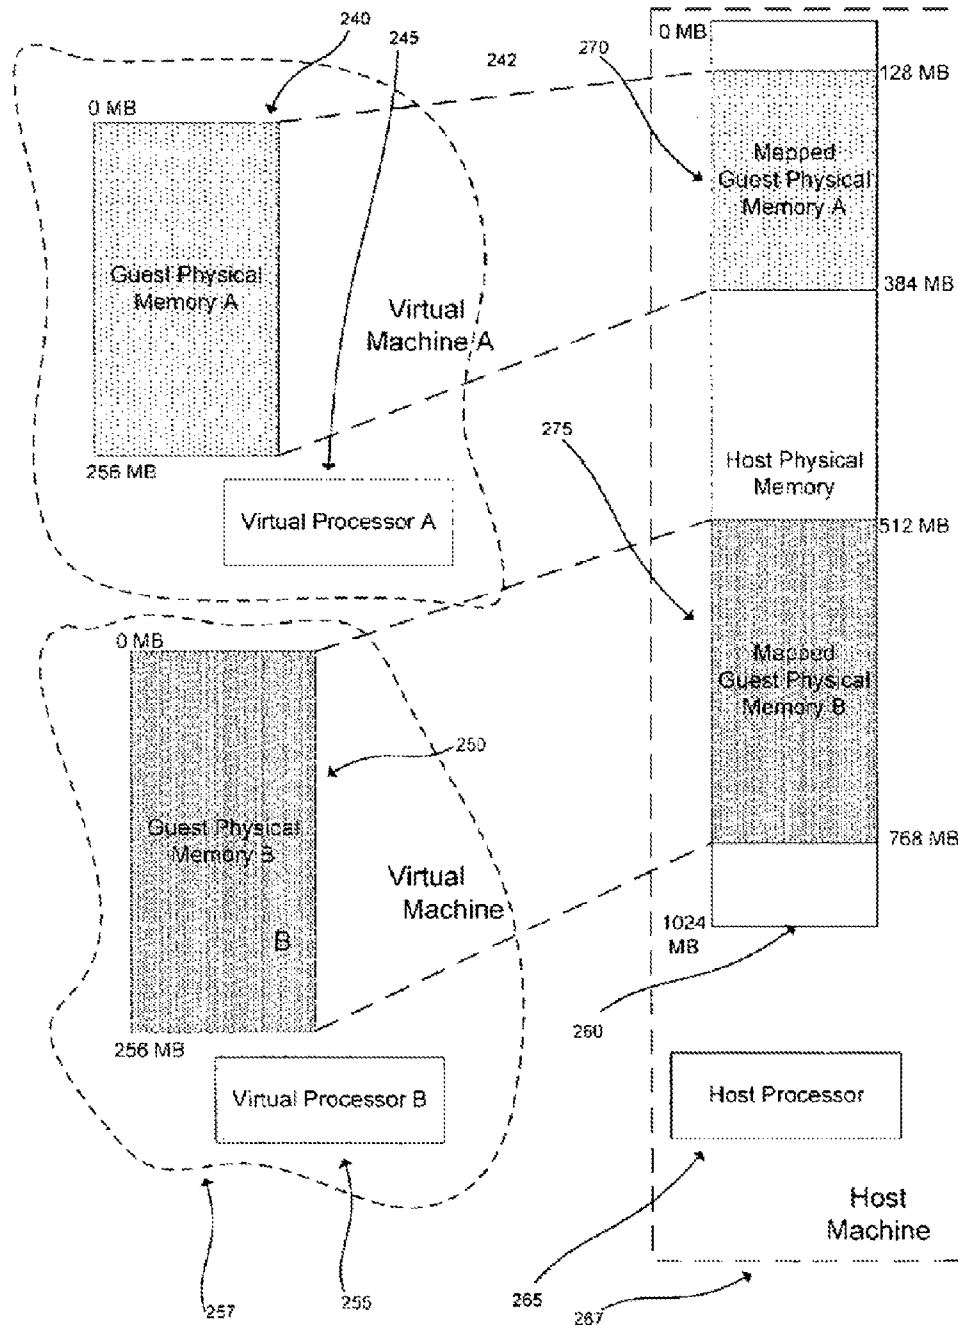 240
245
242
270
0 MB
128 MB
0 MB
Mapped
Guest Physical
Memory A
Guest Physical
Memory A
Virtual
Machine A
384 MB
275
256 MB
Host Physical
Memory
Virtual Processor A
512 MB
0 MB
Mapped
Guest Physical
Memory B
250
Guest Physical
Memory B
768 MB
Virtual
Machine
B
1024
MB
260
256 MB
Virtual Processor B
Host Processor
Host
Machine
257
255
265
267